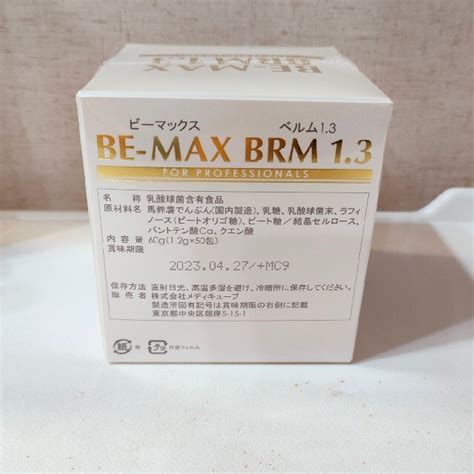 BE-MAX
BRM 1.3
ビーマックス ベルム1.3
BE-MAX BRM 1.3
FOR PROFESSIONALS
名 称 乳酸球菌含有食品
原材料名 馬鈴薯でんぷん(国内製造)、乳糖、乳酸球菌末、ラフィ
ノース(ビートオリゴ糖)、ビート糖/結晶セルロース、
パントテン酸Ca、クエン酸
内 容 量 60g(1.2g×50包)
賞味期限
2023.04.27/+MC9
保存方法 直射日光、高温多湿を避け、冷暗所に保存してください。
販 売 者 株式会社メディキューブ
製造所固有記号は賞味期限の右側に記載
東京都中央区銀座5-15-1
紙 箱 プラ 外装フィルム